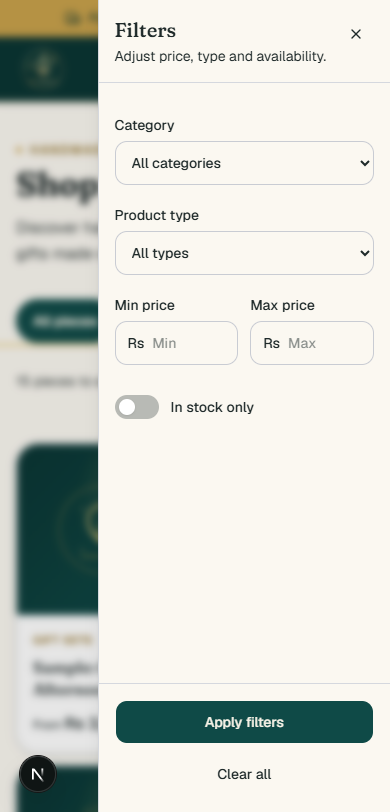 Filters
Adjust price, type and availability.
Category
All categories
Product type
All types
Min price
Max price
Rs Min
Rs Max
In stock only
Apply filters
Clear all
Shop
N